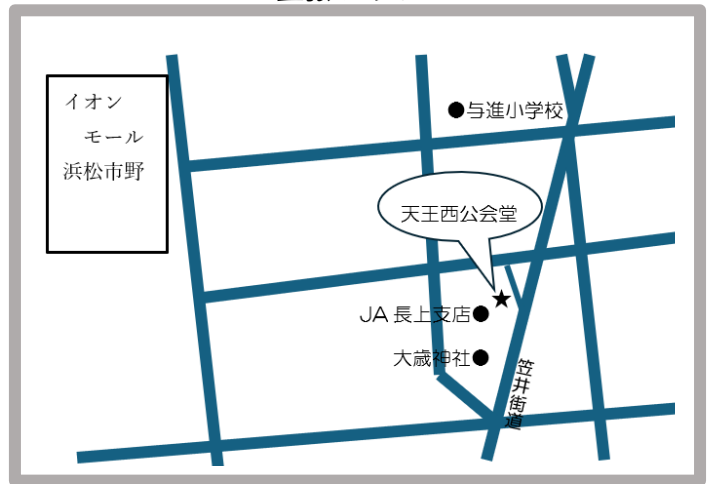 イオン
モール
浜松市野
●与進小学校
天王西公会堂
★
JA 長上支店●
大歳神社●
笠井街道